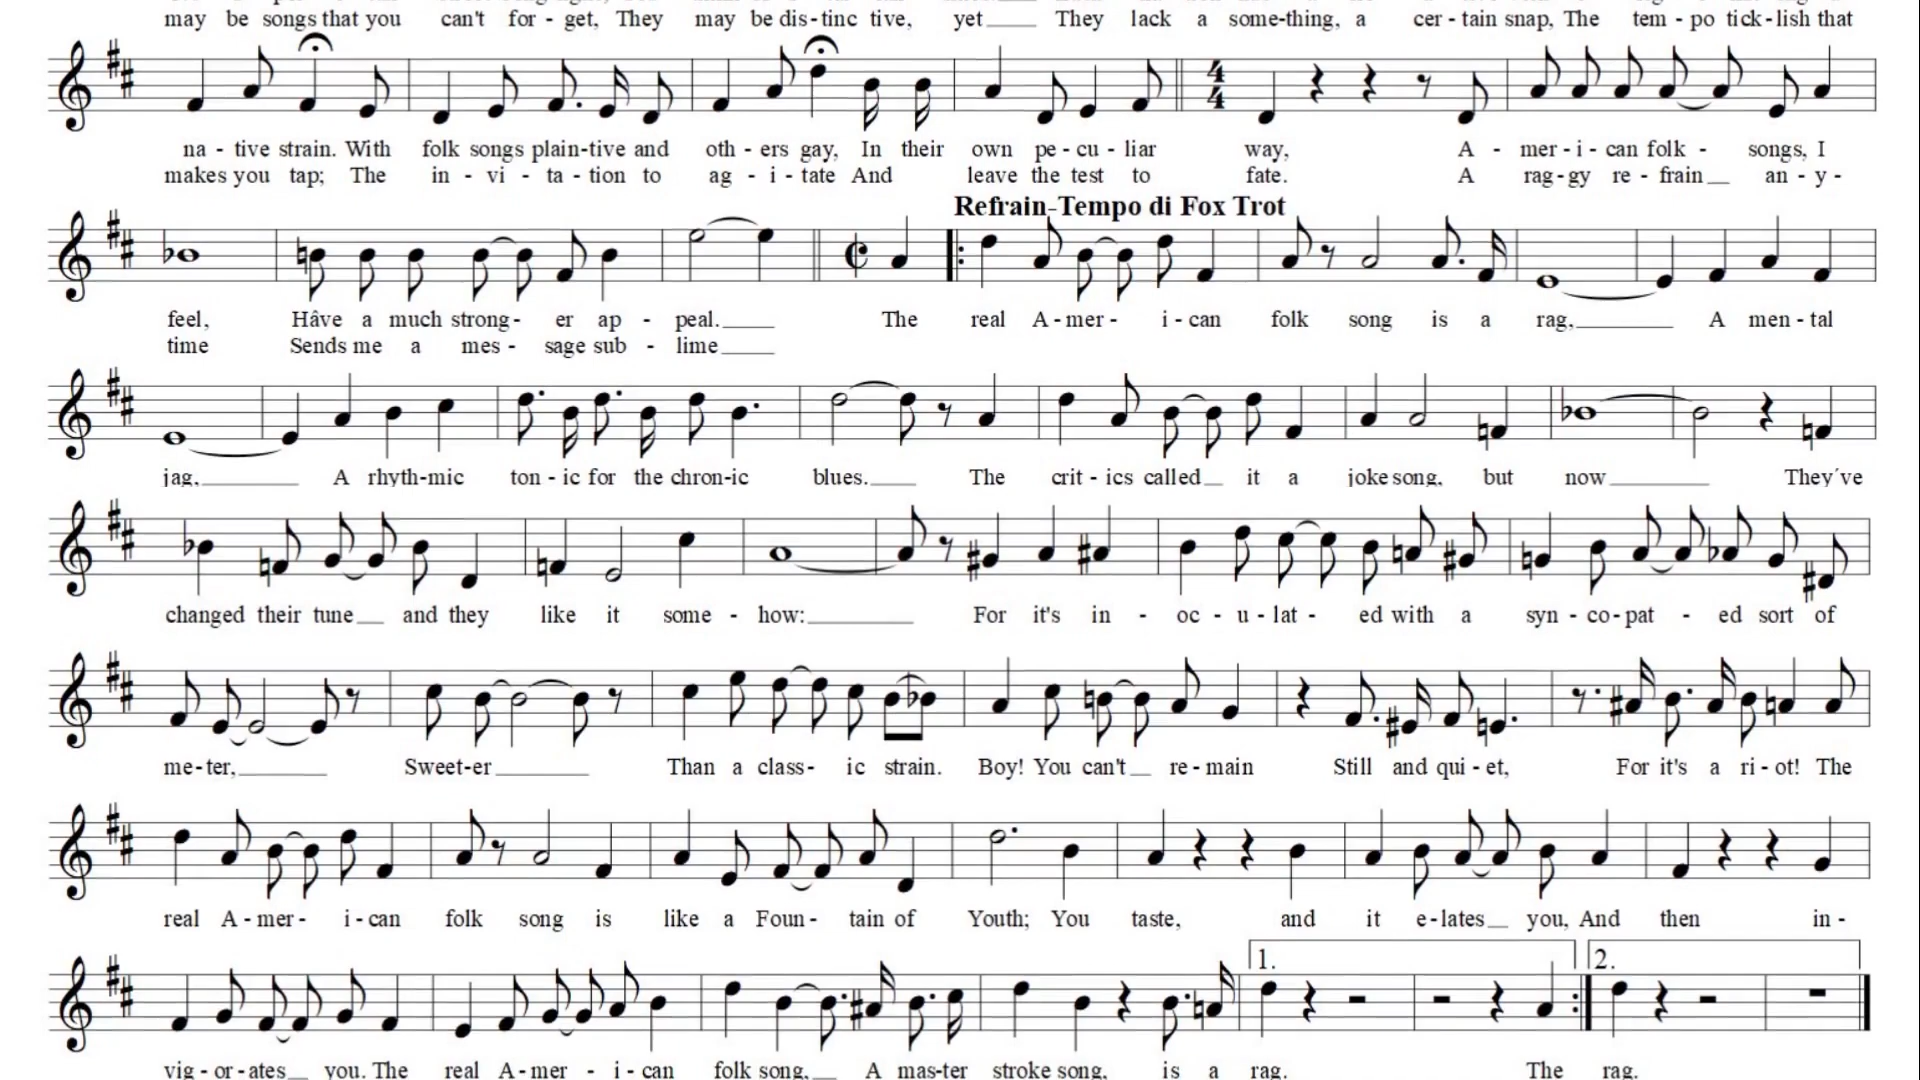 may be songs that you can't for - get, They may be dis - tinc tive, yet They lack a some-thing, a cer - tain snap, The tem - po tick - lish that
4
4
na - tive strain. With folk songs plain-tive and oth - ers gay, In their own pe - cu - liar way, A - mer - i - can folk - songs, I
makes you tap; The in - vi - ta - tion to ag - i - tate And leave the test to fate. A rag-gy re - frain an - y -
Refrain-Tempo di Fox Trot
feel, Hâve a much strong- er ap - peal. The real A - mer - i - can folk song is a rag, A men - tal
time Sends me a mes - sage sub - lime
jag, A rhyth-mic ton - ic for the chron-ic blues. The crit - ics called it a joke song, but now They´ve
changed their tune and they like it some - how: For it's in - oc - u - lat - ed with a syn - co - pat - ed sort of
me - ter, Sweet-er Than a class- ic strain. Boy! You can't re - main Still and qui - et, For it's a ri - ot! The
real A - mer - i - can folk song is like a Foun - tain of Youth; You taste, and it e - lates you, And then in -
1. 2.
vig - or - ates you. The real A - mer - i - can folk song, A mas-ter stroke song, is a rag. The rag.